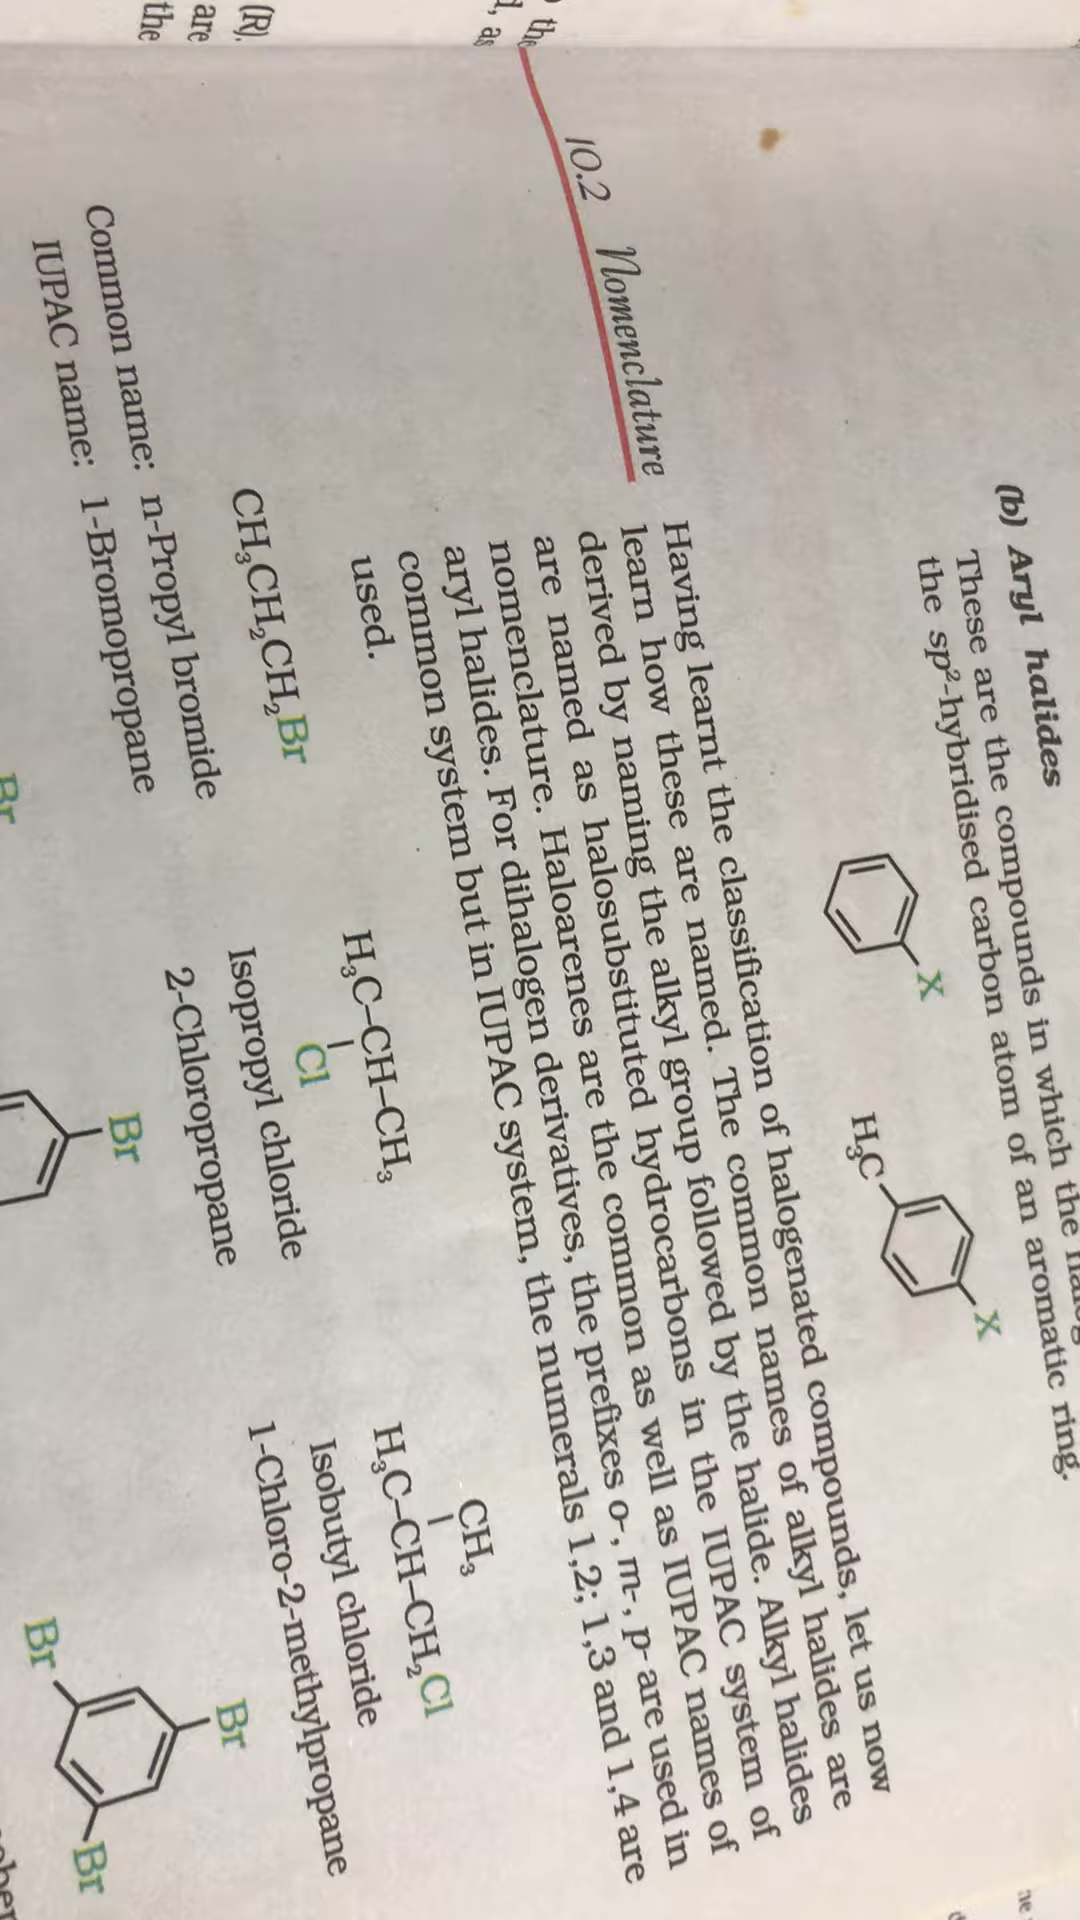 (b) Aryl halides
These are the compounds in which the
the sp²-hybridised carbon atom of an aromatic ring.
X
H₃C
X
10.2 Nomenclature
Having learnt the classification of halogenated compounds, let us now
learn how these are named. The common names of alkyl halides are
derived by naming the alkyl group followed by the halide. Alkyl halides
are named as halosubstituted hydrocarbons in the IUPAC system of
nomenclature. Haloarenes are the common as well as IUPAC names of
aryl halides. For dihalogen derivatives, the prefixes o-, m-, p- are used in
common system but in IUPAC system, the numerals 1,2; 1,3 and 1,4 are
used.
CH₃
CH₃CH₂CH₂Br H₃C–CH–CH₃ H₃C–CH–CH₂Cl
Cl
Common name: n-Propyl bromide Isopropyl chloride Isobutyl chloride
IUPAC name: 1-Bromopropane 2-Chloropropane 1-Chloro-2-methylpropane
Br Br Br
Br Br
the
as
(R).
are
the